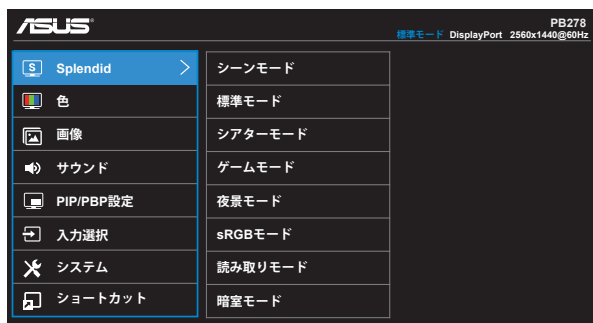 ASUS
PB278
標準モード DisplayPort 2560x1440@60Hz
S Splendid
色
画像
サウンド
PIP/PBP設定
入力選択
システム
ショートカット
シーンモード
標準モード
シアターモード
ゲームモード
夜景モード
sRGBモード
読み取りモード
暗室モード